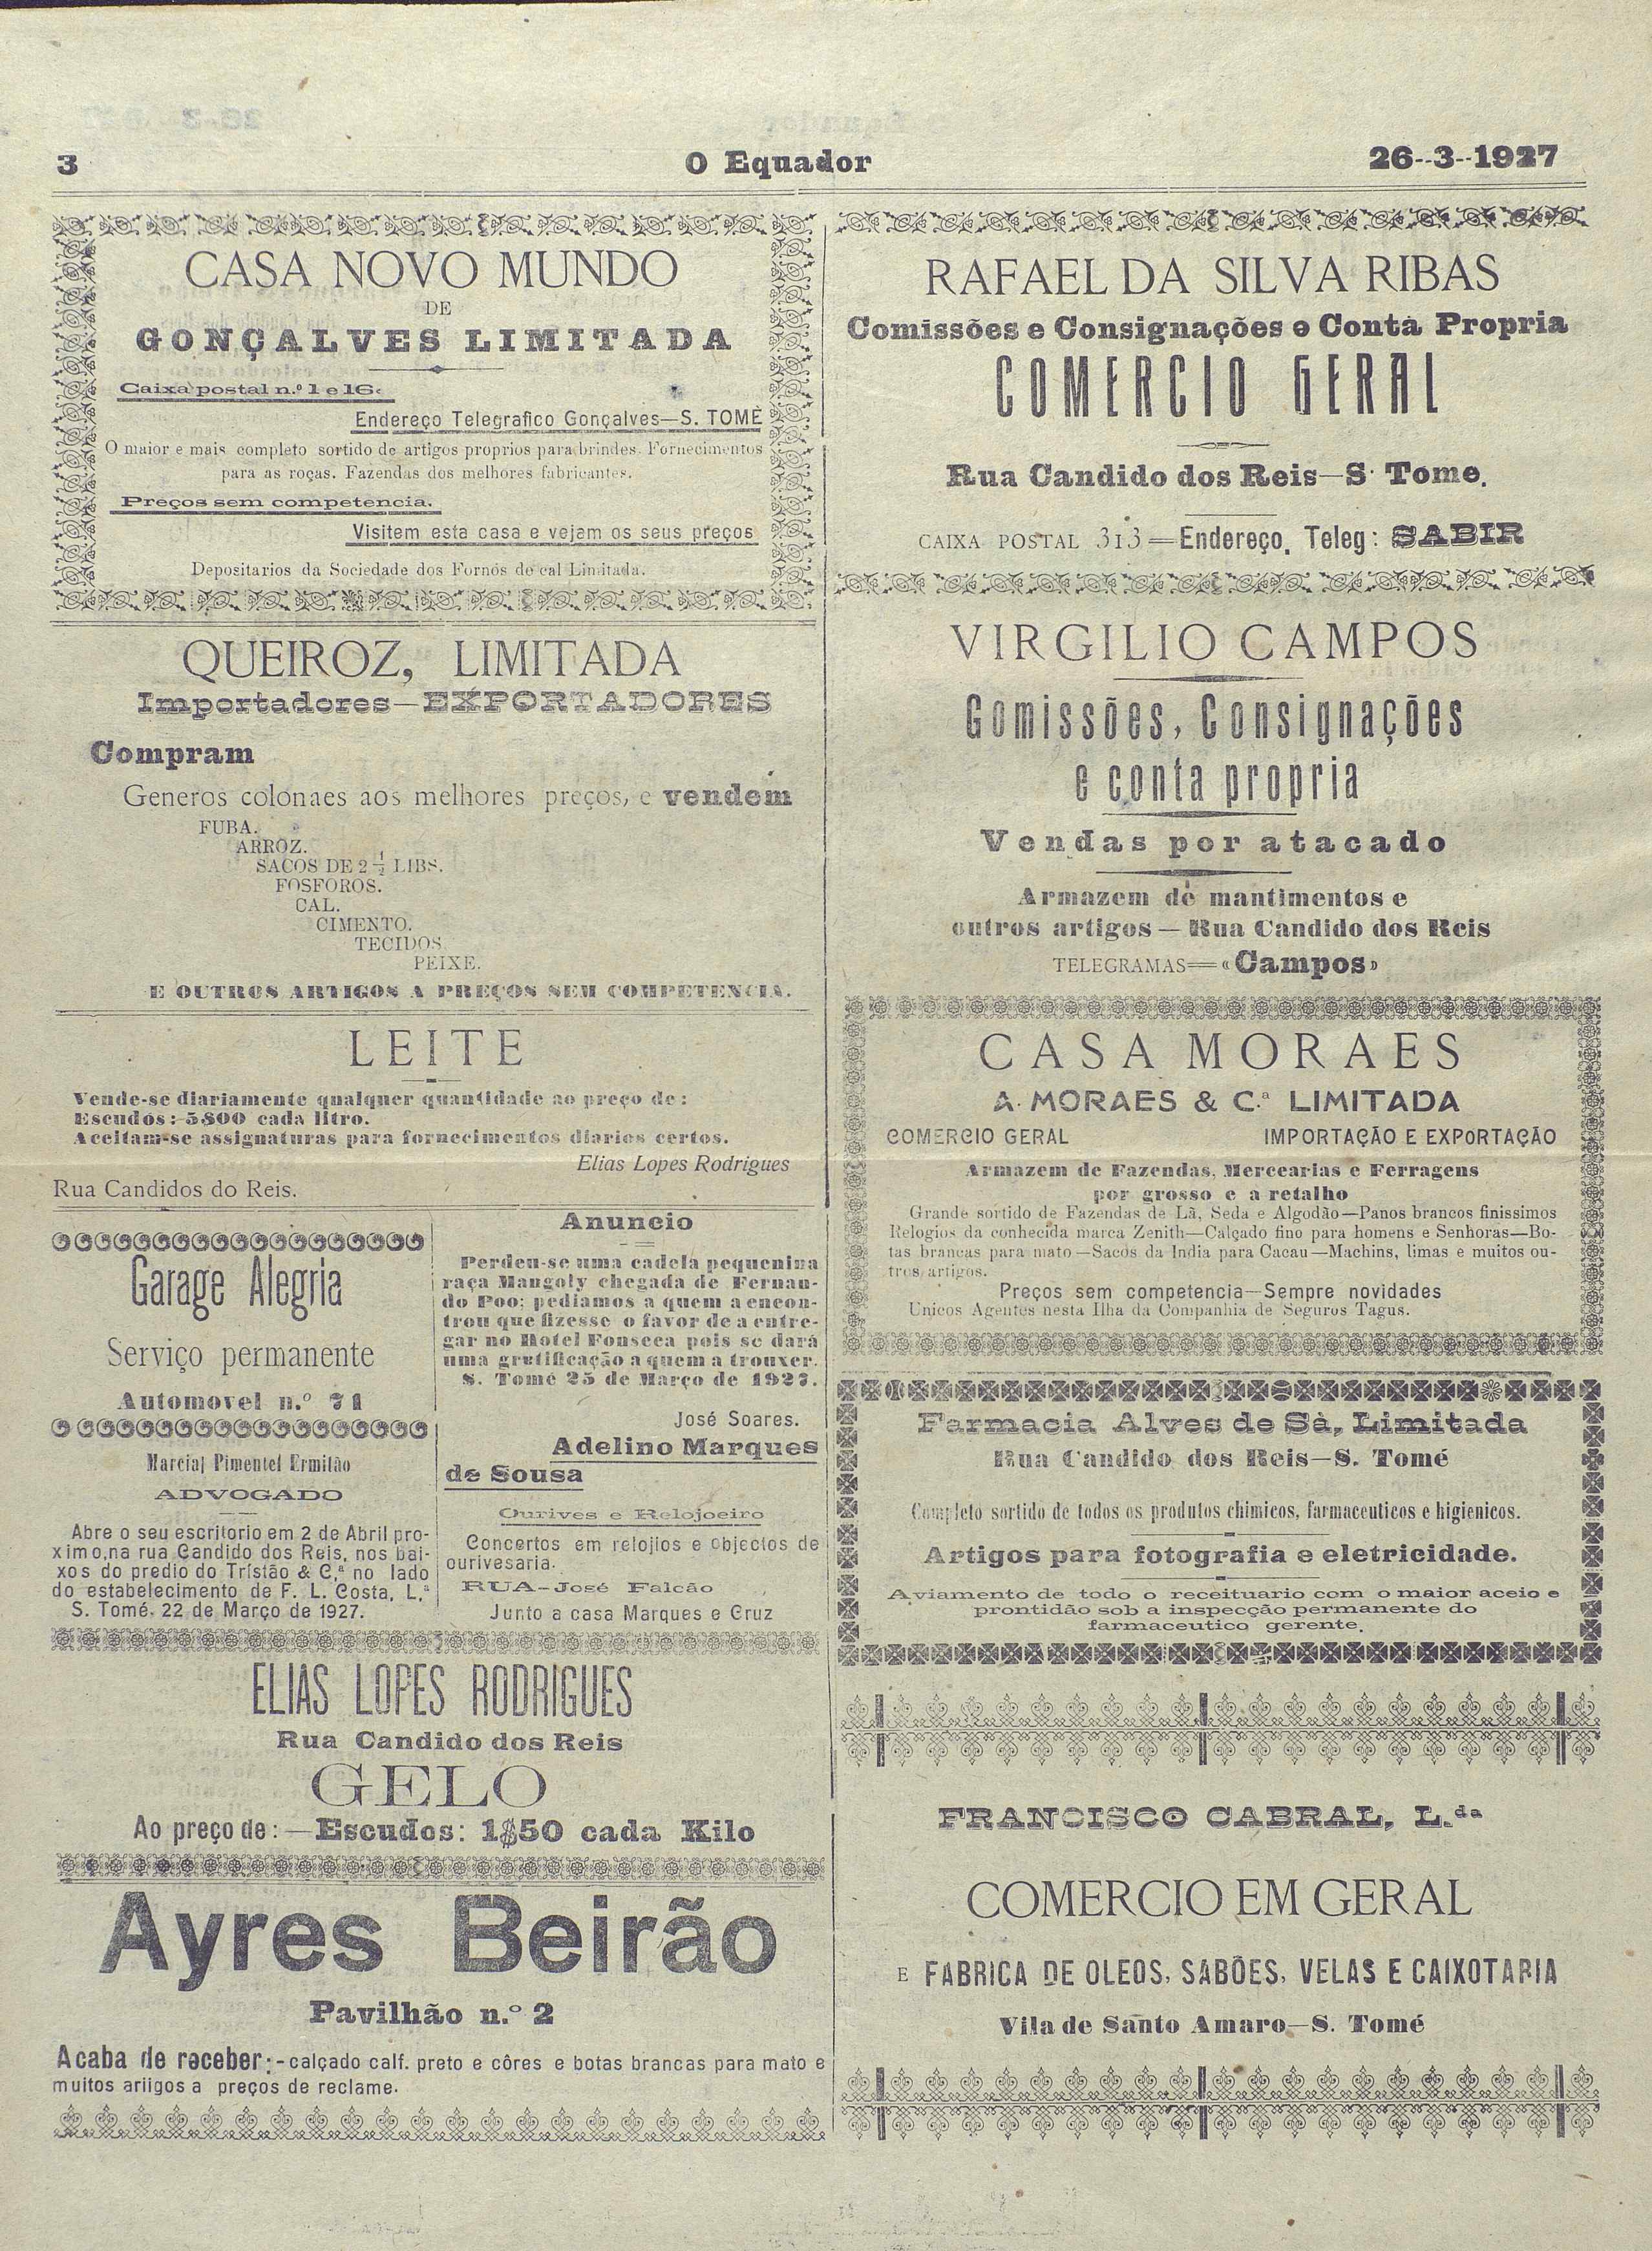 3
O Equador
26--3--1927
CASA NOVO MUNDO
DE
GONÇALVES LIMITADA
Caixa postal n.º 1 e 16.
Endereço Telegrafico Gonçalves—S. TOMÈ
O maior e mais completo sortido de artigos proprios para brindes. Fornecimentos
para as roças. Fazendas dos melhores fabricantes.
Preços sem competencia.
Visitem esta casa e vejam os seus preços
Depositarios da Sociedade dos Fornos de cal Limitada.
QUEIROZ, LIMITADA
Importadores—EXPORTADORES
Compram
Generos colonaes aos melhores preços, e vendem
FUBA.
ARROZ.
SACOS DE 2 1/2 LIBS.
FOSFOROS.
CAL.
CIMENTO.
TECIDOS.
PEIXE.
E OUTROS ARTIGOS A PREÇOS SEM COMPETENCIA.
LEITE
Vende-se diariamente qualquer quantidade ao preço de:
Escudos:-5$00 cada litro.
Aceitam-se assignaturas para fornecimentos diarios certos.
Elias Lopes Rodrigues
Rua Candidos do Reis.
Garage Alegria
Serviço permanente
Automovel n.º 71
Marcial Pimentel Ermitão
ADVOGADO
Abre o seu escritorio em 2 de Abril pro-
ximo,na rua Candido dos Reis, nos bai-
xos do predio do Tristão & C,ª no lado
do estabelecimento de F. L. Costa, L,ª
S. Tomé, 22 de Março de 1927.
Anuncio
Perdeu-se uma cadela pequenina
raça Mangoly chegada de Fernan-
do Poo; pediamos a quem a encon-
trou que fizesse o favor de a entre-
gar no Hotel Fonseca pois se dará
uma gretificação a quem a trouxer.
S. Tomé 25 de Março de 1927.
José Soares.
Adelino Marques
de Sousa
Ourives e Relojoeiro
Concertos em relojios e objectos de
ourivesaria.
RUA-José Falcão
Junto a casa Marques e Cruz
ELIAS LOPES RODRIGUES
Rua Candido dos Reis
GELO
Ao preço de:—Escudos: 1$50 cada Kilo
Ayres Beirão
Pavilhão n.º 2
Acaba de receber:-calçado calf. preto e côres e botas brancas para mato e
muitos ariigos a preços de reclame.
RAFAEL DA SILVA RIBAS
Comissões e Consignações e Conta Propria
COMERCIO GERAL
Rua Candido dos Reis—S. Tome.
CAIXA POSTAL 313—Endereço. Teleg: SABIR
VIRGILIO CAMPOS
Gomissões, Consignações
e conta propria
Vendas por atacado
Armazem de mantimentos e
outros artigos—Rua Candido dos Reis
TELEGRAMAS=«Campos»
CASA MORAES
A. MORAES & C.ª LIMITADA
COMERCIO GERAL IMPORTAÇÃO E EXPORTAÇÃO
Armazem de Fazendas, Mercearias e Ferragens
por grosso e a retalho
Grande sortido de Fazendas de Lã, Seda e Algodão—Panos brancos finissimos
Relogios da conhecida marca Zenith—Calçado fino para homens e Senhoras—Bo-
tas brancas para mato—Sacos da India para Cacau—Machins, limas e muitos ou-
tros artigos.
Preços sem competencia—Sempre novidades
Unicos Agentes nesta Ilha da Companhia de Seguros Tagus.
Farmacia Alves de Sà, Limitada
Rua Candido dos Reis—S. Tomé
Completo sortido de todos os produtos chimicos, farmaceuticos e higienicos.
Artigos para fotografia e eletricidade.
Aviamento de todo o receituario com o maior aceio e
prontidão sob a inspecção permanente do
farmaceutico gerente.
FRANCISCO CABRAL, L.da
COMERCIO EM GERAL
E FABRICA DE OLEOS, SABÕES, VELAS E CAIXOTARIA
Vila de Santo Amaro—S. Tomé